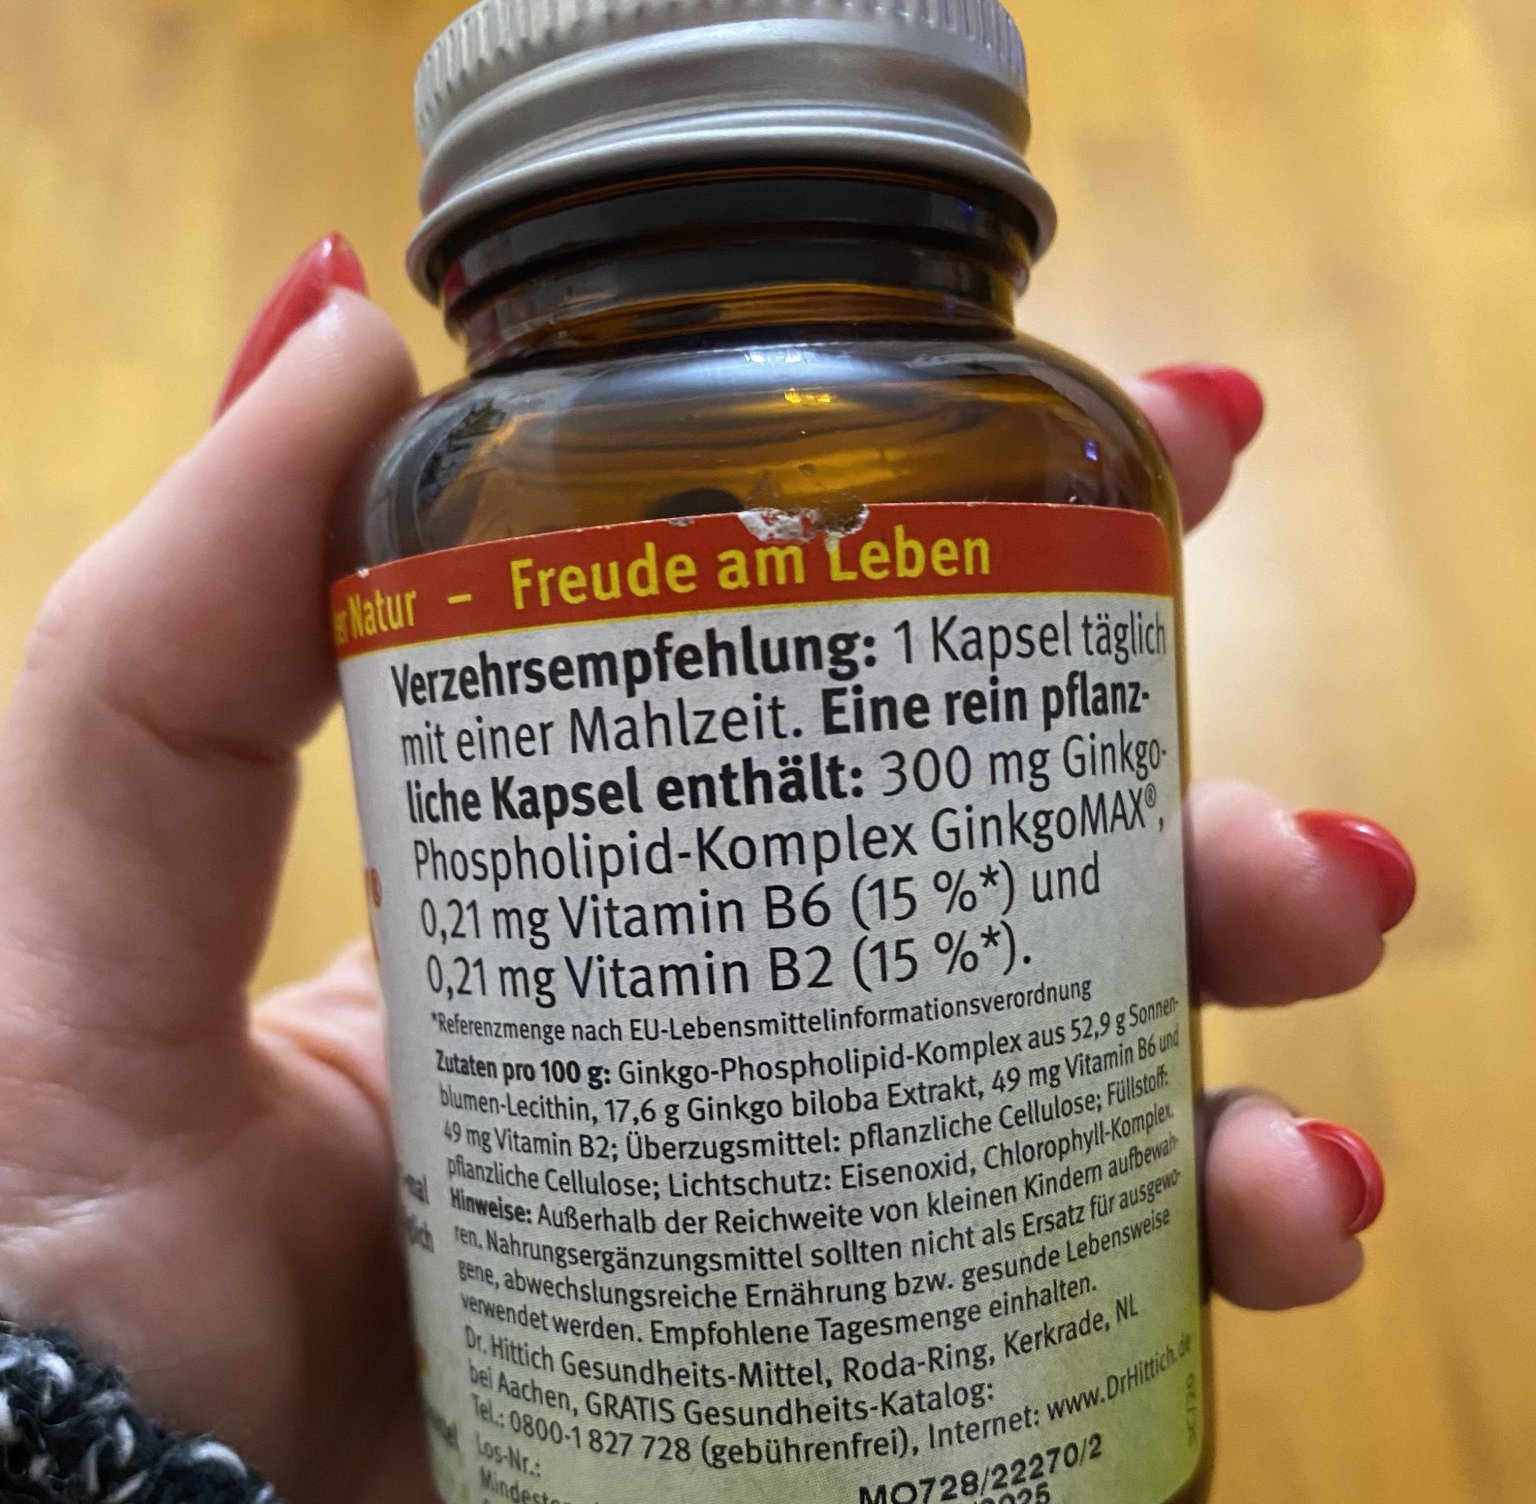 Natur – Freude am Leben
Verzehrsempfehlung: 1 Kapsel täglich
mit einer Mahlzeit. Eine rein pflanz-
liche Kapsel enthält: 300 mg Ginkgo-
Phospholipid-Komplex GinkgoMAX®,
0,21 mg Vitamin B6 (15 %*) und
0,21 mg Vitamin B2 (15 %*).
*Referenzmenge nach EU-Lebensmittelinformationsverordnung
Zutaten pro 100 g: Ginkgo-Phospholipid-Komplex aus 52,9 g Sonnen-
blumen-Lecithin, 17,6 g Ginkgo biloba Extrakt, 49 mg Vitamin B6 und
49 mg Vitamin B2; Überzugsmittel: pflanzliche Cellulose; Füllstoff:
pflanzliche Cellulose; Lichtschutz: Eisenoxid, Chlorophyll-Komplex.
Hinweise: Außerhalb der Reichweite von kleinen Kindern aufbewah-
ren. Nahrungsergänzungsmittel sollten nicht als Ersatz für ausgewo-
gene, abwechslungsreiche Ernährung bzw. gesunde Lebensweise
verwendet werden. Empfohlene Tagesmenge einhalten.
Dr. Hittich Gesundheits-Mittel, Roda-Ring, Kerkrade, NL
bei Aachen, GRATIS Gesundheits-Katalog:
Tel.: 0800-1 827 728 (gebührenfrei), Internet: www.DrHittich.de
Los-Nr.: MO728/22270/2